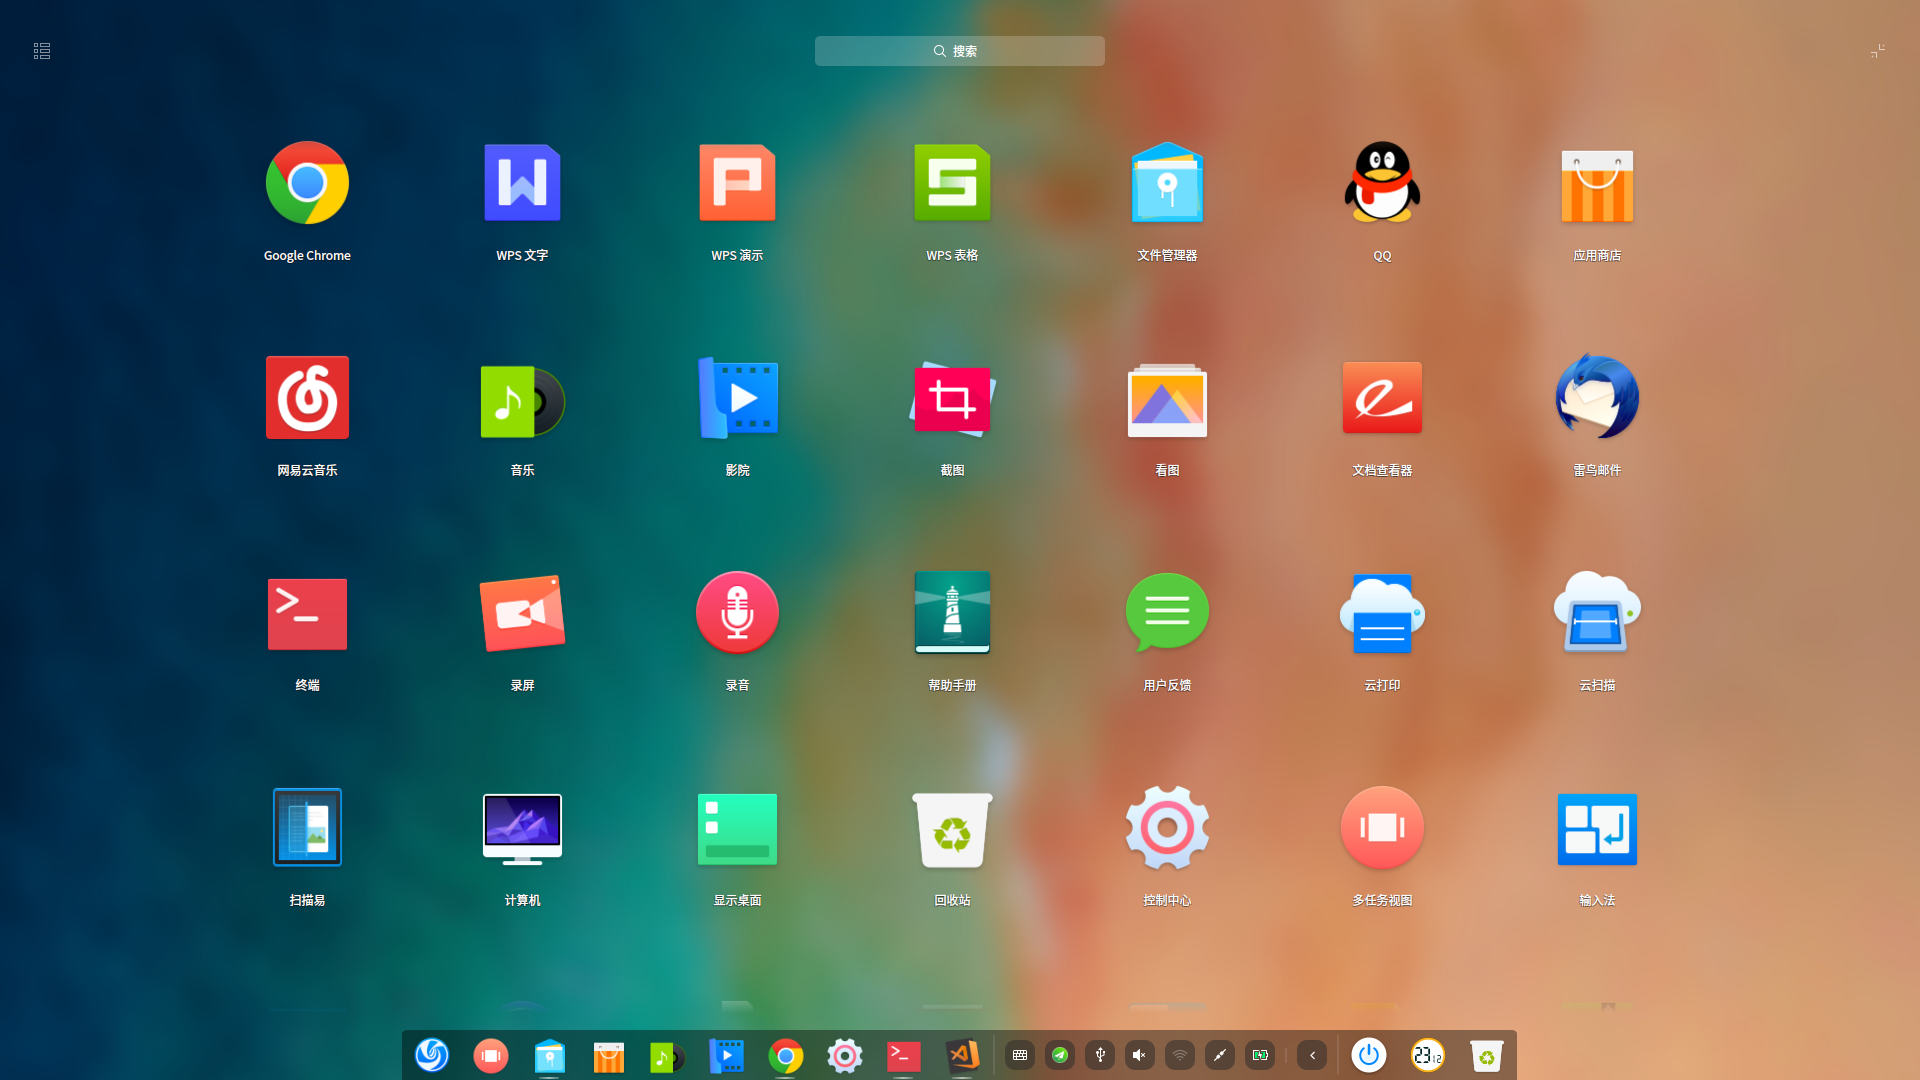 搜索
Google Chrome
WPS 文字
WPS 演示
WPS 表格
文件管理器
QQ
应用商店
网易云音乐
音乐
影院
截图
看图
文档查看器
雷鸟邮件
终端
录屏
录音
帮助手册
用户反馈
云打印
云扫描
扫描易
计算机
显示桌面
回收站
控制中心
多任务视图
输入法
23 12